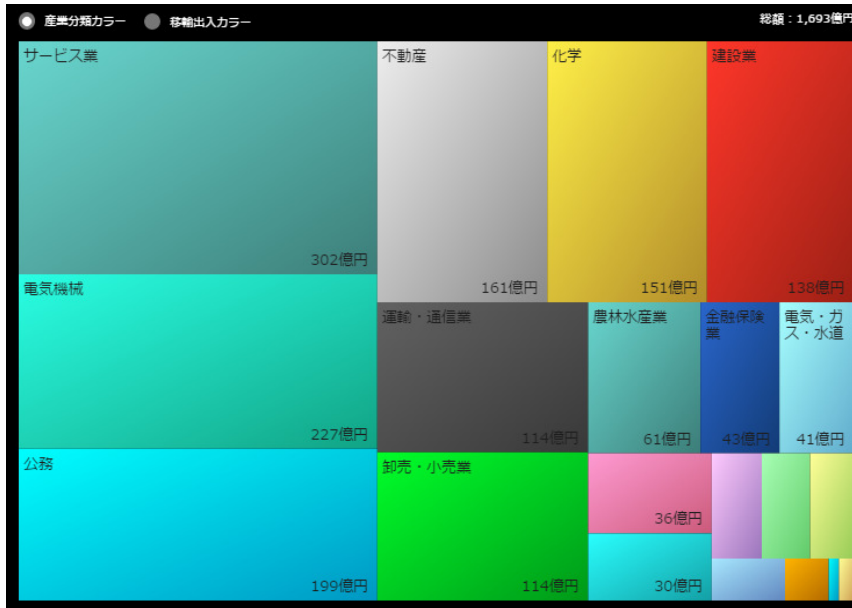 産業分類カラー 移輸出入カラー 総額：1,693億円
サービス業
302億円
電気機械
227億円
公務
199億円
不動産
161億円
化学
151億円
建設業
138億円
運輸・通信業
114億円
農林水産業
61億円
金融保険
業
43億円
電気・ガ
ス・水道
41億円
卸売・小売業
114億円
36億円
30億円